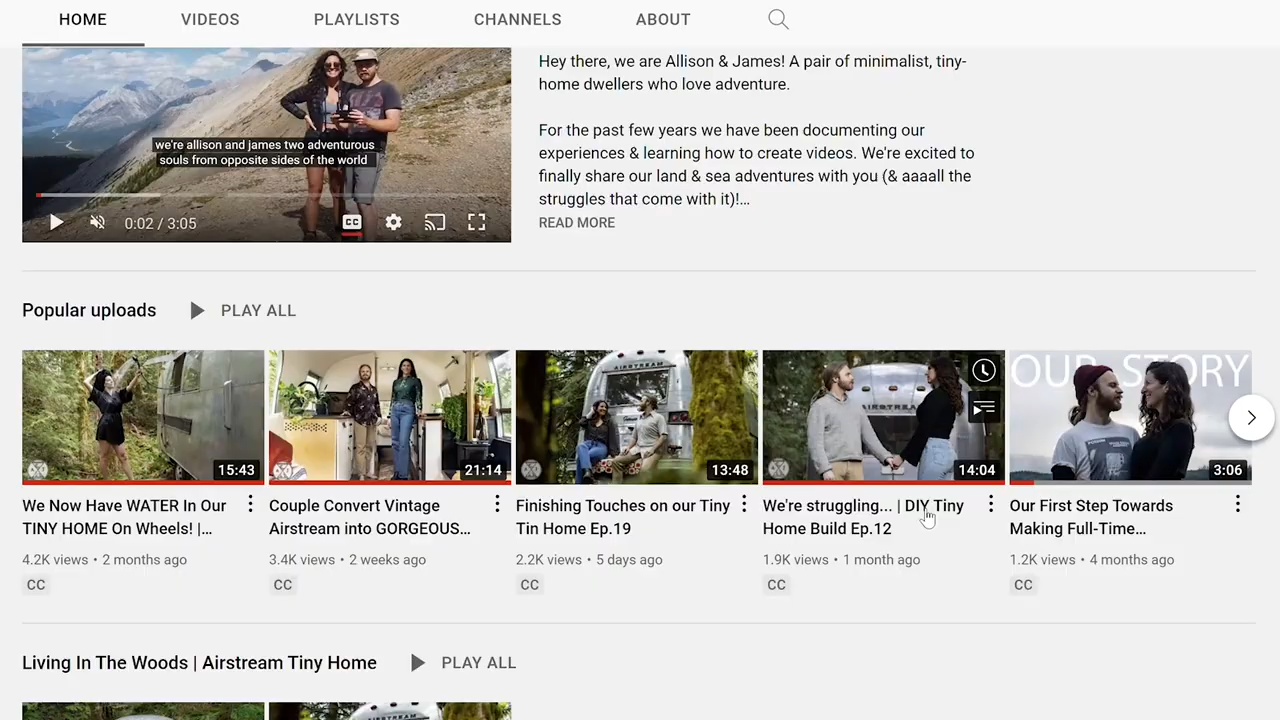 HOME
VIDEOS
PLAYLISTS
CHANNELS
ABOUT
we're allison and james two adventurous
souls from opposite sides of the world
CC
0:02 / 3:05
Hey there, we are Allison & James! A pair of minimalist, tiny-
home dwellers who love adventure.
For the past few years we have been documenting our
experiences & learning how to create videos. We're excited to
finally share our land & sea adventures with you (& aaaall the
struggles that come with it)!...
READ MORE
Popular uploads
PLAY ALL
15:43
We Now Have WATER In Our
TINY HOME On Wheels! |...
4.2K views • 2 months ago
CC
21:14
Couple Convert Vintage
Airstream into GORGEOUS...
3.4K views • 2 weeks ago
CC
AIRSTREAM
13:48
Finishing Touches on our Tiny
Tin Home Ep.19
2.2K views • 5 days ago
CC
AIRSTREAM
14:04
We're struggling... | DIY Tiny
Home Build Ep.12
1.9K views • 1 month ago
CC
OUR STORY
3:06
Our First Step Towards
Making Full-Time...
1.2K views • 4 months ago
CC
Living In The Woods | Airstream Tiny Home
PLAY ALL